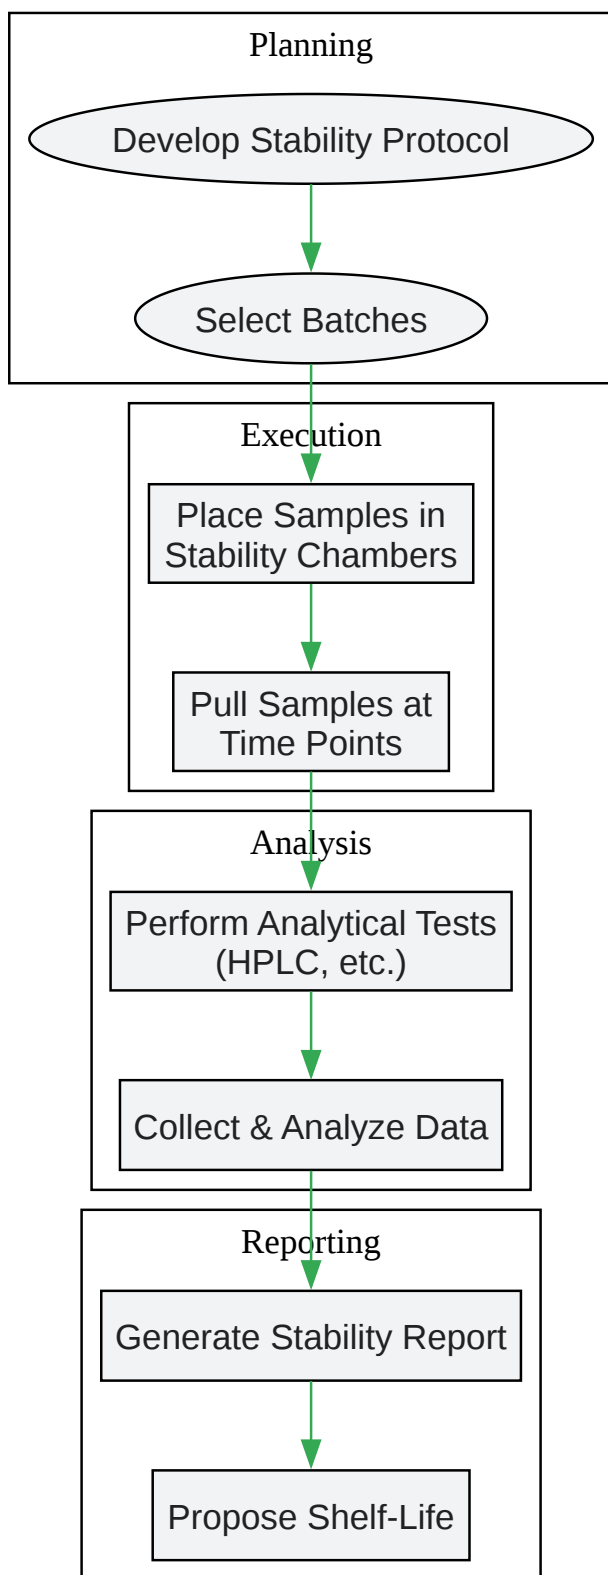 Planning
Develop Stability Protocol
Select Batches
Execution
Place Samples in
Stability Chambers
Pull Samples at
Time Points
Analysis
Perform Analytical Tests
(HPLC, etc.)
Collect & Analyze Data
Reporting
Generate Stability Report
Propose Shelf-Life